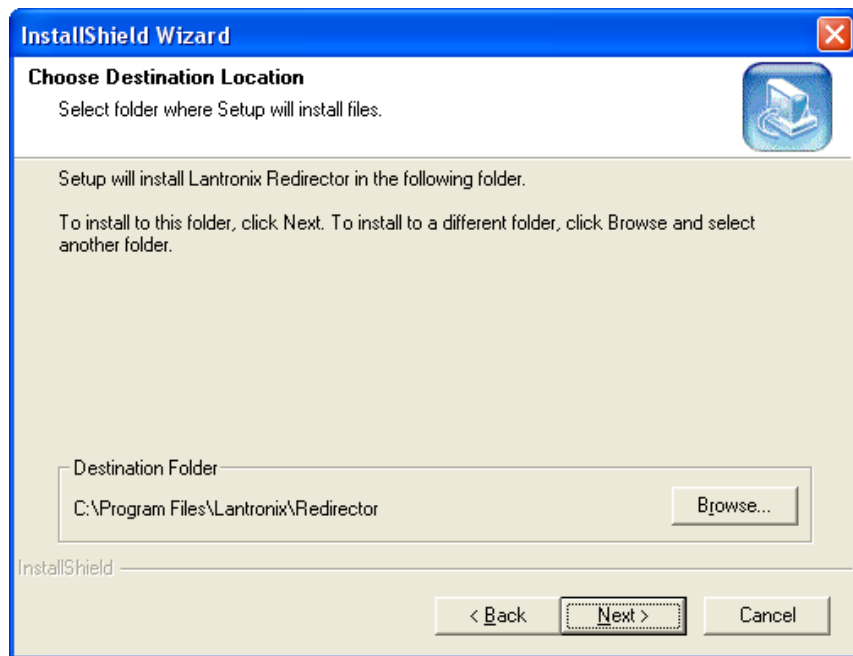 InstallShield Wizard
Choose Destination Location
Select folder where Setup will install files.
Setup will install Lantronix Redirector in the following folder.
To install to this folder, click Next. To install to a different folder, click Browse and select
another folder.
Destination Folder
C:\Program Files\Lantronix\Redirector
Browse...
InstallShield
< Back
Next >
Cancel